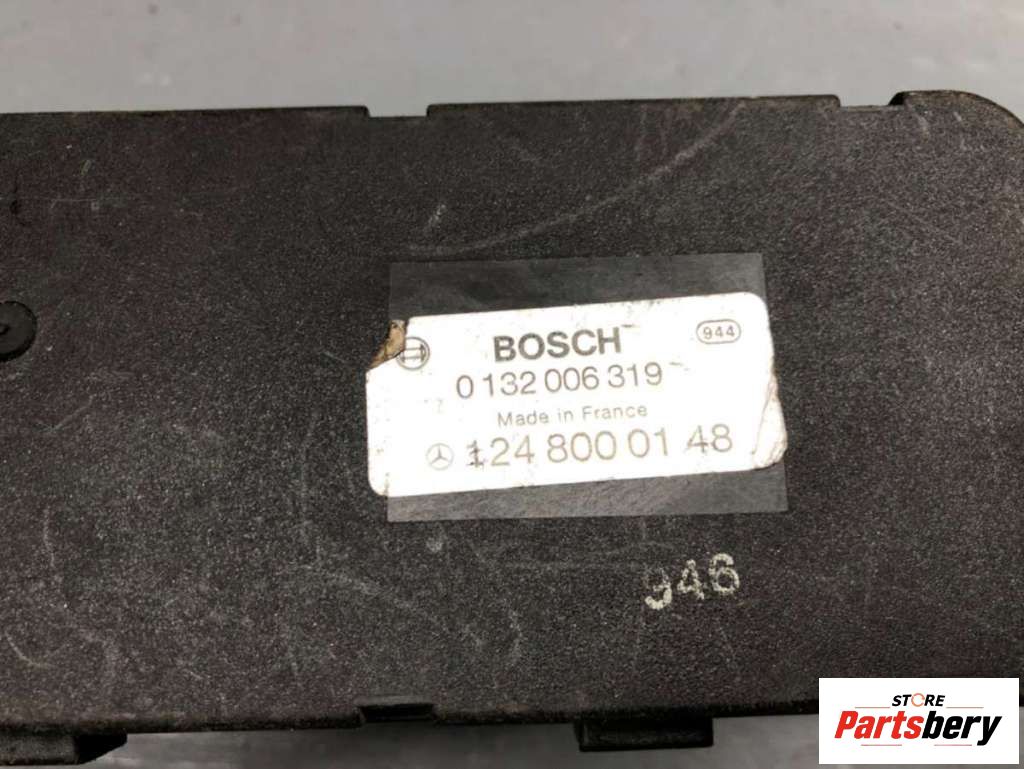 BOSCH
944
0 132 006 319
Made in France
124 800 01 48
946
STORE
Partsbery